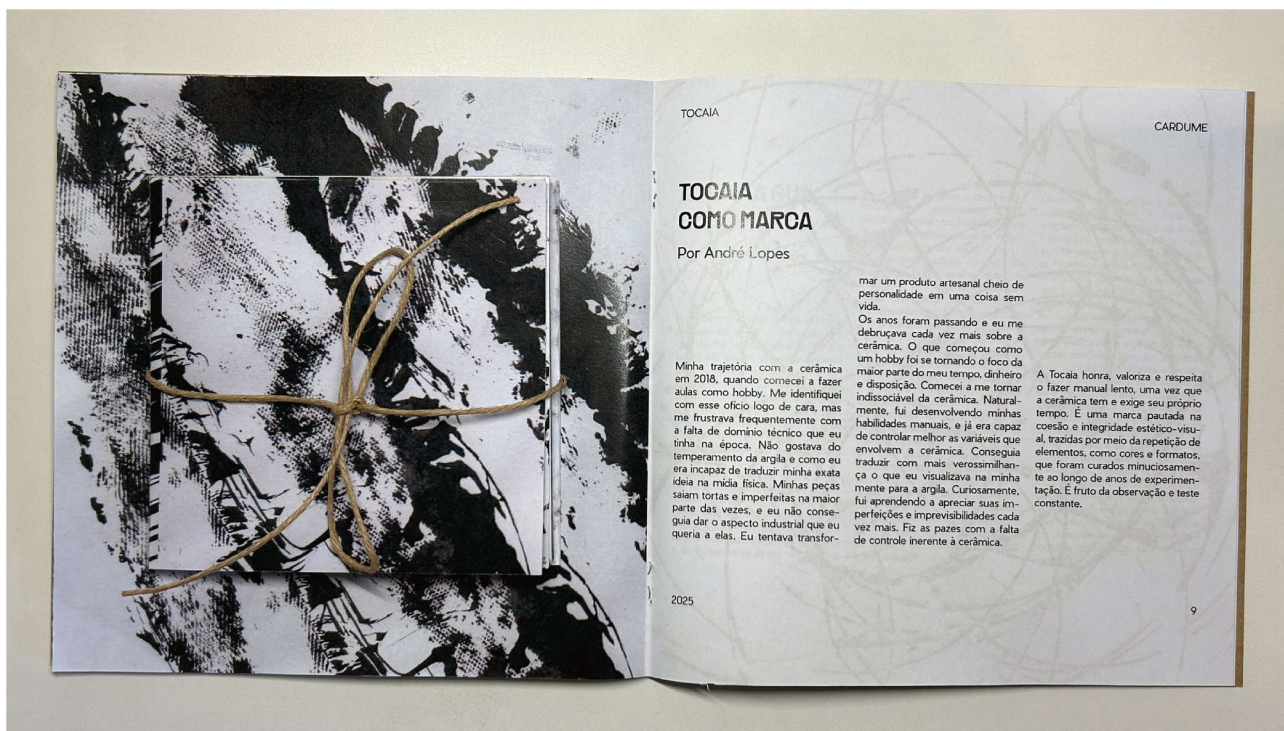 TOCAIA
CARDUME
TOCAIA
COMO MARCA
Por André Lopes
Minha trajetória com a cerâmica
em 2018, quando comecei a fazer
aulas como hobby. Me identifiquei
com esse ofício logo de cara, mas
me frustrava frequentemente com
a falta de domínio técnico que eu
tinha na época. Não gostava do
temperamento da argila e como eu
era incapaz de traduzir minha exata
ideia na mídia física. Minhas peças
saiam tortas e imperfeitas na maior
parte das vezes, e eu não conse-
guia dar o aspecto industrial que eu
queria a elas. Eu tentava transfor-
mar um produto artesanal cheio de
personalidade em uma coisa sem
vida.
Os anos foram passando e eu me
debruçava cada vez mais sobre a
cerâmica. O que começou como
um hobby foi se tornando o foco da
maior parte do meu tempo, dinheiro
e disposição. Comecei a me tornar
indissociável da cerâmica. Natural-
mente, fui desenvolvendo minhas
habilidades manuais, e já era capaz
de controlar melhor as variáveis que
envolvem a cerâmica. Conseguia
traduzir com mais verossimilhan-
ça o que eu visualizava na minha
mente para a argila. Curiosamente,
fui aprendendo a apreciar suas im-
perfeições e imprevisibilidades cada
vez mais. Fiz as pazes com a falta
de controle inerente à cerâmica.
A Tocaia honra, valoriza e respeita
o fazer manual lento, uma vez que
a cerâmica tem e exige seu próprio
tempo. É uma marca pautada na
coesão e integridade estético-visu-
al, trazidas por meio da repetição de
elementos, como cores e formatos,
que foram curados minuciosamen-
te ao longo de anos de experimen-
tação. É fruto da observação e teste
constante.
2025
9